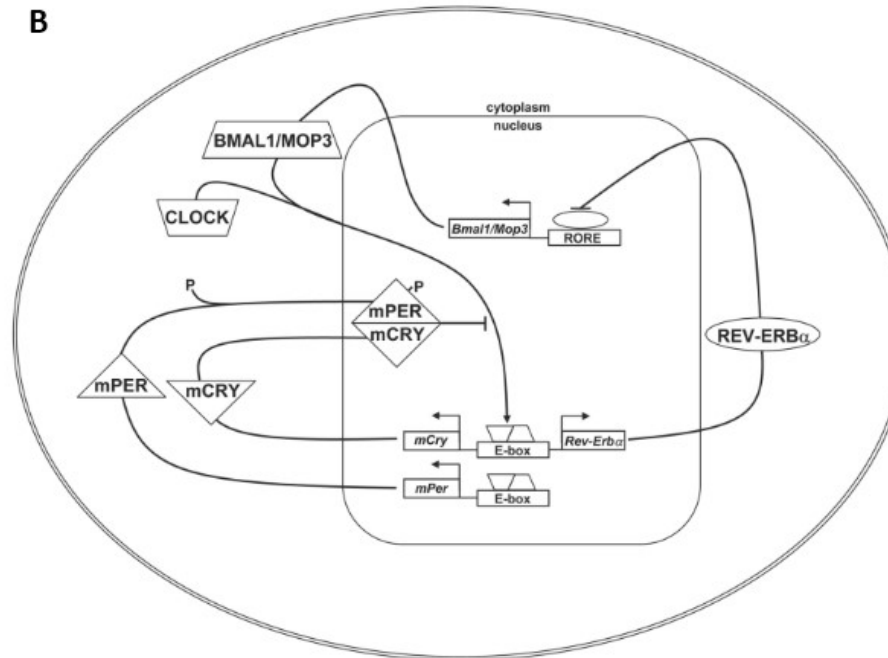 B
cytoplasm
nucleus
BMAL1/MOP3
CLOCK
Bmal1/Mop3
RORE
P
P
mPER
mCRY
REV-ERBα
mPER
mCRY
mCry
E-box
Rev-Erbα
mPer
E-box